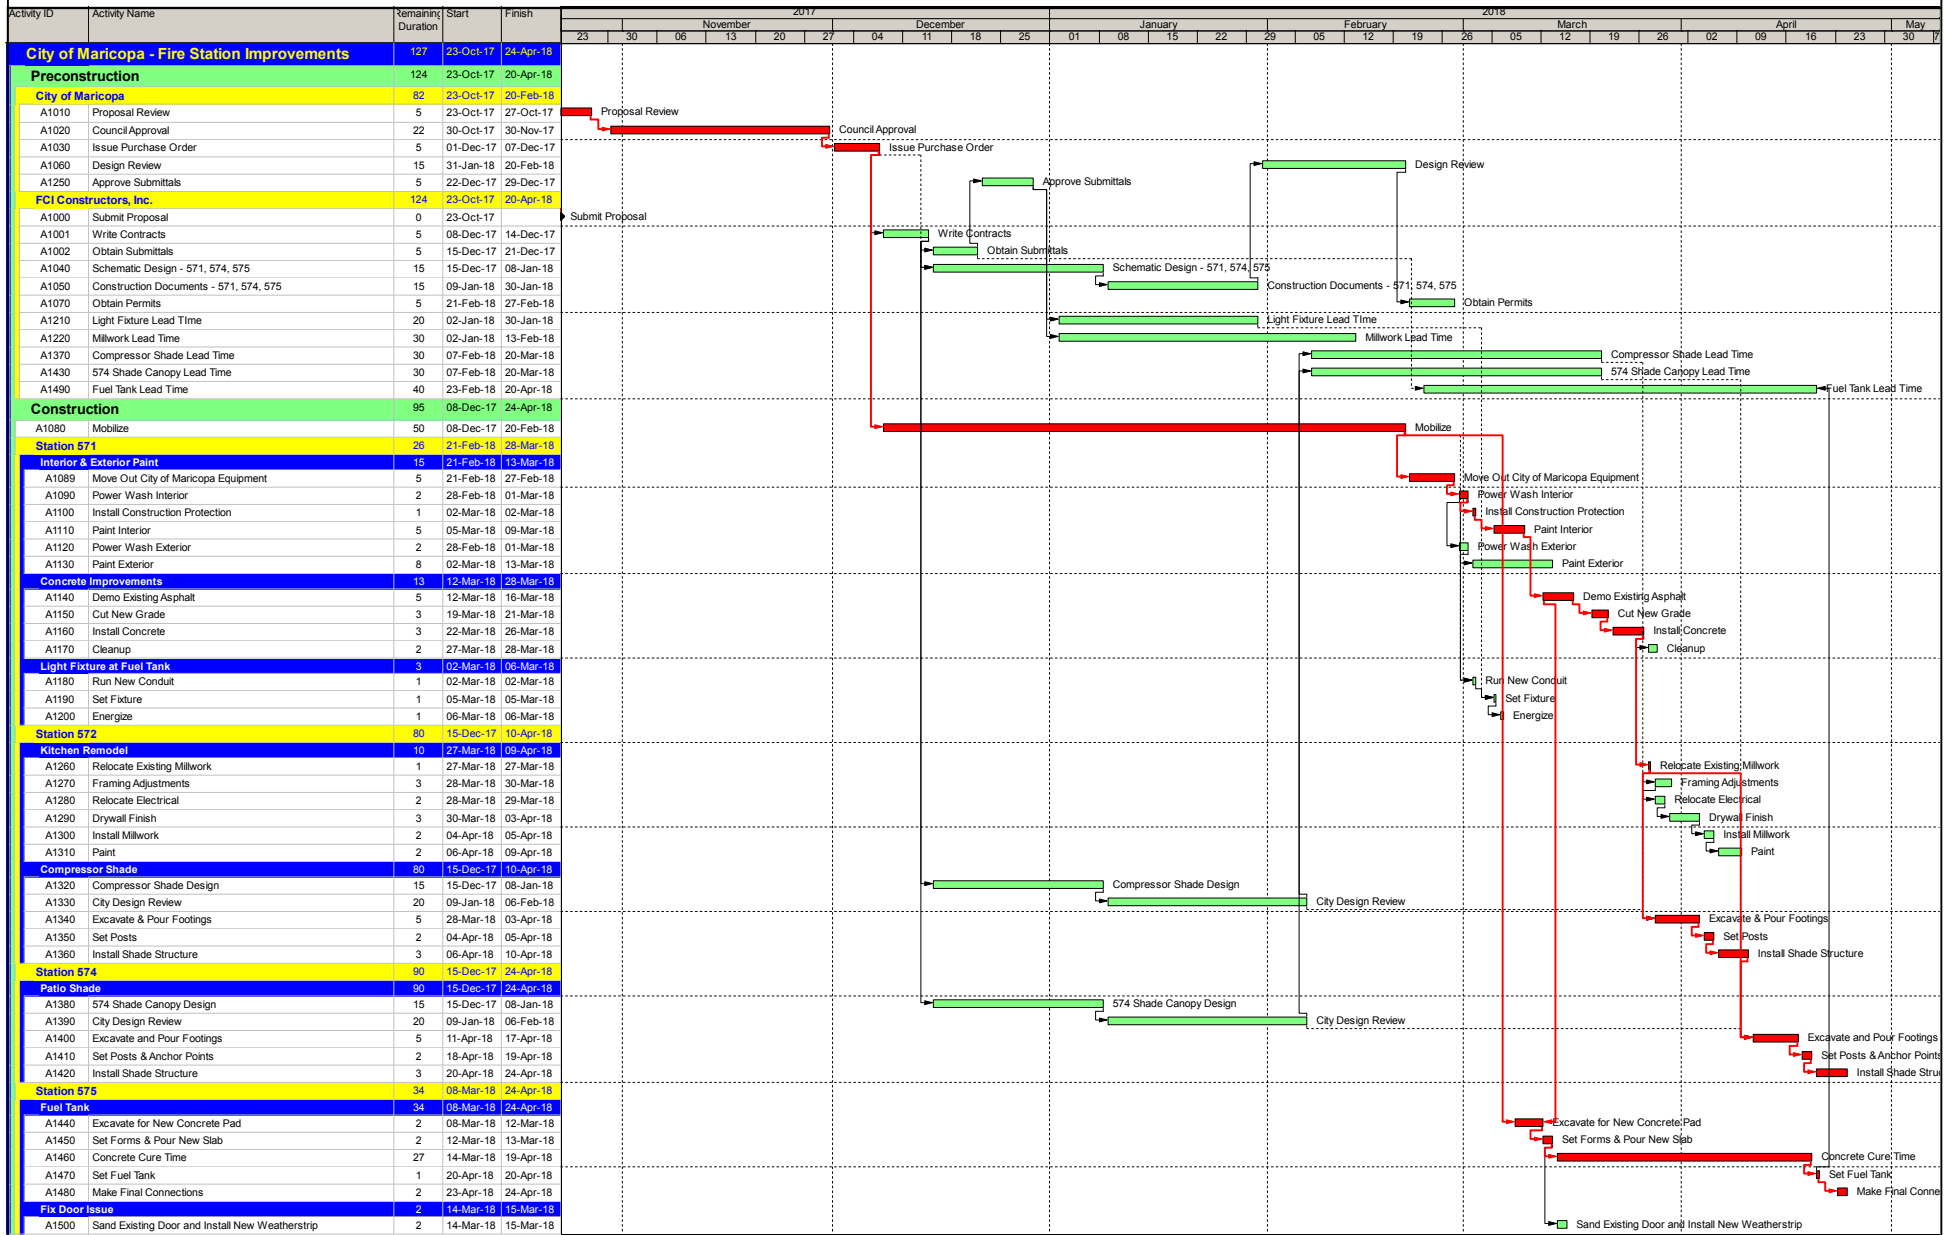 Activity ID Activity Name Remaining Duration Start Finish 2017 2018
November December January February March April May
23 30 06 13 20 27 04 11 18 25 01 08 15 22 29 05 12 19 26 05 12 19 26 02 09 16 23 30 7
City of Maricopa - Fire Station Improvements 127 23-Oct-17 24-Apr-18
Preconstruction 124 23-Oct-17 20-Apr-18
City of Maricopa 82 23-Oct-17 20-Feb-18
A1010 Proposal Review 5 23-Oct-17 27-Oct-17 Proposal Review
A1020 Council Approval 22 30-Oct-17 30-Nov-17 Council Approval
A1030 Issue Purchase Order 5 01-Dec-17 07-Dec-17 Issue Purchase Order
A1060 Design Review 15 31-Jan-18 20-Feb-18 Design Review
A1250 Approve Submittals 5 22-Dec-17 29-Dec-17 Approve Submittals
FCI Constructors, Inc. 124 23-Oct-17 20-Apr-18
A1000 Submit Proposal 0 23-Oct-17 Submit Proposal
A1001 Write Contracts 5 08-Dec-17 14-Dec-17 Write Contracts
A1002 Obtain Submittals 5 15-Dec-17 21-Dec-17 Obtain Submittals
A1040 Schematic Design - 571, 574, 575 15 15-Dec-17 08-Jan-18 Schematic Design - 571, 574, 575
A1050 Construction Documents - 571, 574, 575 15 09-Jan-18 30-Jan-18 Construction Documents - 571, 574, 575
A1070 Obtain Permits 5 21-Feb-18 27-Feb-18 Obtain Permits
A1210 Light Fixture Lead TIme 20 02-Jan-18 30-Jan-18 Light Fixture Lead TIme
A1220 Millwork Lead Time 30 02-Jan-18 13-Feb-18 Millwork Lead Time
A1370 Compressor Shade Lead Time 30 07-Feb-18 20-Mar-18 Compressor Shade Lead Time
A1430 574 Shade Canopy Lead Time 30 07-Feb-18 20-Mar-18 574 Shade Canopy Lead Time
A1490 Fuel Tank Lead Time 40 23-Feb-18 20-Apr-18 Fuel Tank Lead Time
Construction 95 08-Dec-17 24-Apr-18
A1080 Mobilize 50 08-Dec-17 20-Feb-18 Mobilize
Station 571 26 21-Feb-18 28-Mar-18
Interior & Exterior Paint 15 21-Feb-18 13-Mar-18
A1089 Move Out City of Maricopa Equipment 5 21-Feb-18 27-Feb-18 Move Out City of Maricopa Equipment
A1090 Power Wash Interior 2 28-Feb-18 01-Mar-18 Power Wash Interior
A1100 Install Construction Protection 1 02-Mar-18 02-Mar-18 Install Construction Protection
A1110 Paint Interior 5 05-Mar-18 09-Mar-18 Paint Interior
A1120 Power Wash Exterior 2 28-Feb-18 01-Mar-18 Power Wash Exterior
A1130 Paint Exterior 8 02-Mar-18 13-Mar-18 Paint Exterior
Concrete Improvements 13 12-Mar-18 28-Mar-18
A1140 Demo Existing Asphalt 5 12-Mar-18 16-Mar-18 Demo Existing Asphalt
A1150 Cut New Grade 3 19-Mar-18 21-Mar-18 Cut New Grade
A1160 Install Concrete 3 22-Mar-18 26-Mar-18 Install Concrete
A1170 Cleanup 2 27-Mar-18 28-Mar-18 Cleanup
Light Fixture at Fuel Tank 3 02-Mar-18 06-Mar-18
A1180 Run New Conduit 1 02-Mar-18 02-Mar-18 Run New Conduit
A1190 Set Fixture 1 05-Mar-18 05-Mar-18 Set Fixture
A1200 Energize 1 06-Mar-18 06-Mar-18 Energize
Station 572 80 15-Dec-17 10-Apr-18
Kitchen Remodel 10 27-Mar-18 09-Apr-18
A1260 Relocate Existing Millwork 1 27-Mar-18 27-Mar-18 Relocate Existing Millwork
A1270 Framing Adjustments 3 28-Mar-18 30-Mar-18 Framing Adjustments
A1280 Relocate Electrical 2 28-Mar-18 29-Mar-18 Relocate Electrical
A1290 Drywall Finish 3 30-Mar-18 03-Apr-18 Drywall Finish
A1300 Install Millwork 2 04-Apr-18 05-Apr-18 Install Millwork
A1310 Paint 2 06-Apr-18 09-Apr-18 Paint
Compressor Shade 80 15-Dec-17 10-Apr-18
A1320 Compressor Shade Design 15 15-Dec-17 08-Jan-18 Compressor Shade Design
A1330 City Design Review 20 09-Jan-18 06-Feb-18 City Design Review
A1340 Excavate & Pour Footings 5 28-Mar-18 03-Apr-18 Excavate & Pour Footings
A1350 Set Posts 2 04-Apr-18 05-Apr-18 Set Posts
A1360 Install Shade Structure 3 06-Apr-18 10-Apr-18 Install Shade Structure
Station 574 90 15-Dec-17 24-Apr-18
Patio Shade 90 15-Dec-17 24-Apr-18
A1380 574 Shade Canopy Design 15 15-Dec-17 08-Jan-18 574 Shade Canopy Design
A1390 City Design Review 20 09-Jan-18 06-Feb-18 City Design Review
A1400 Excavate and Pour Footings 5 11-Apr-18 17-Apr-18 Excavate and Pour Footings
A1410 Set Posts & Anchor Points 2 18-Apr-18 19-Apr-18 Set Posts & Anchor Points
A1420 Install Shade Structure 3 20-Apr-18 24-Apr-18 Install Shade Stru
Station 575 34 08-Mar-18 24-Apr-18
Fuel Tank 34 08-Mar-18 24-Apr-18
A1440 Excavate for New Concrete Pad 2 08-Mar-18 12-Mar-18 Excavate for New Concrete Pad
A1450 Set Forms & Pour New Slab 2 12-Mar-18 13-Mar-18 Set Forms & Pour New Slab
A1460 Concrete Cure Time 27 14-Mar-18 19-Apr-18 Concrete Cure Time
A1470 Set Fuel Tank 1 20-Apr-18 20-Apr-18 Set Fuel Tank
A1480 Make Final Connections 2 23-Apr-18 24-Apr-18 Make Final Conne
Fix Door Issue 2 14-Mar-18 15-Mar-18
A1500 Sand Existing Door and Install New Weatherstrip 2 14-Mar-18 15-Mar-18 Sand Existing Door and Install New Weatherstrip